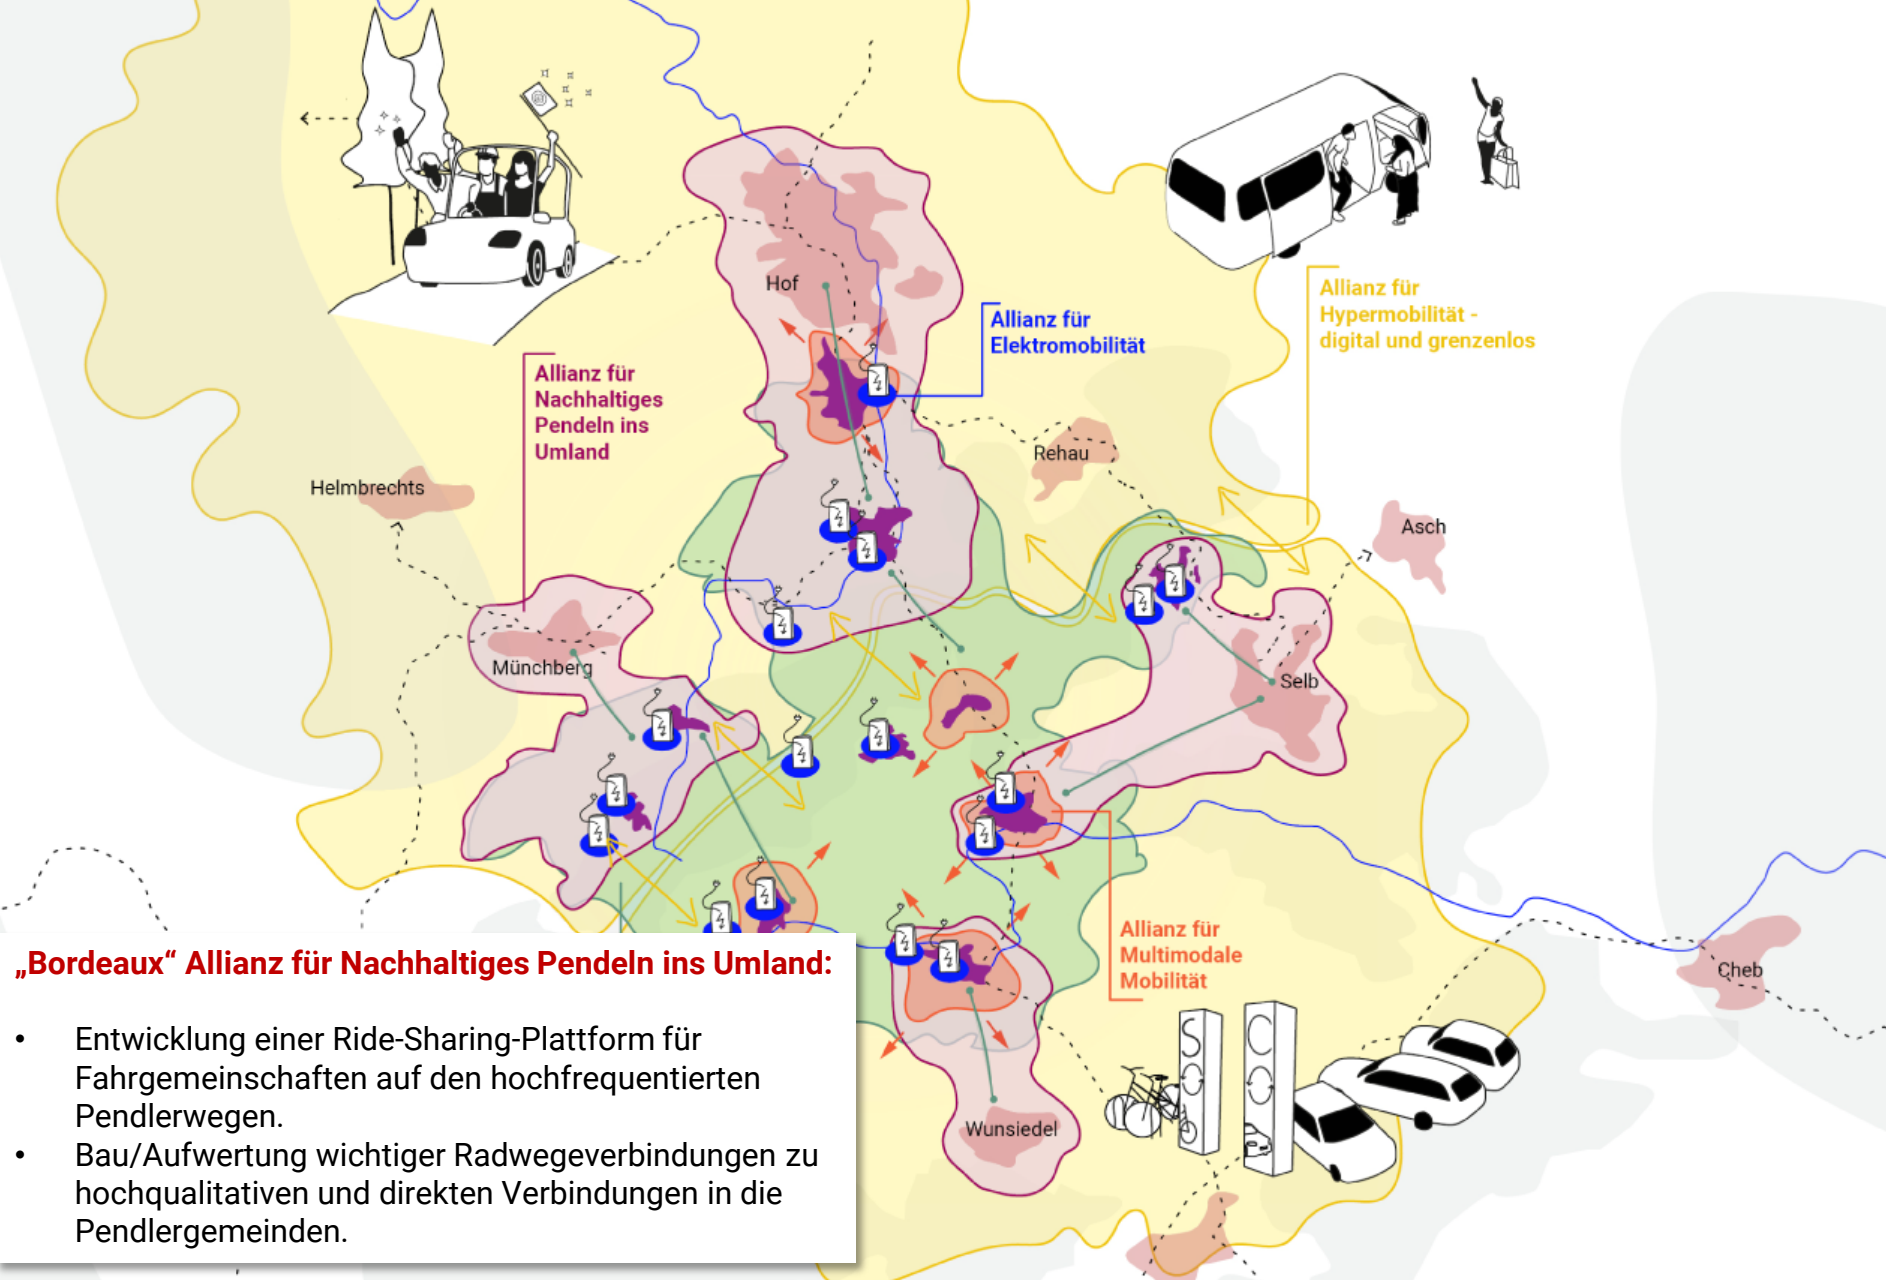 Hof
Allianz für
Hypermobilität -
digital und grenzenlos
Allianz für
Elektromobilität
Allianz für
Nachhaltiges
Pendeln ins
Umland
Rehau
Helmbrechts
Asch
Münchberg
Selb
Allianz für
Multimodale
Mobilität
Cheb
Wunsiedel
„Bordeaux“ Allianz für Nachhaltiges Pendeln ins Umland:
• Entwicklung einer Ride-Sharing-Plattform für
Fahrgemeinschaften auf den hochfrequentierten
Pendlerwegen.
• Bau/Aufwertung wichtiger Radwegeverbindungen zu
hochqualitativen und direkten Verbindungen in die
Pendlergemeinden.